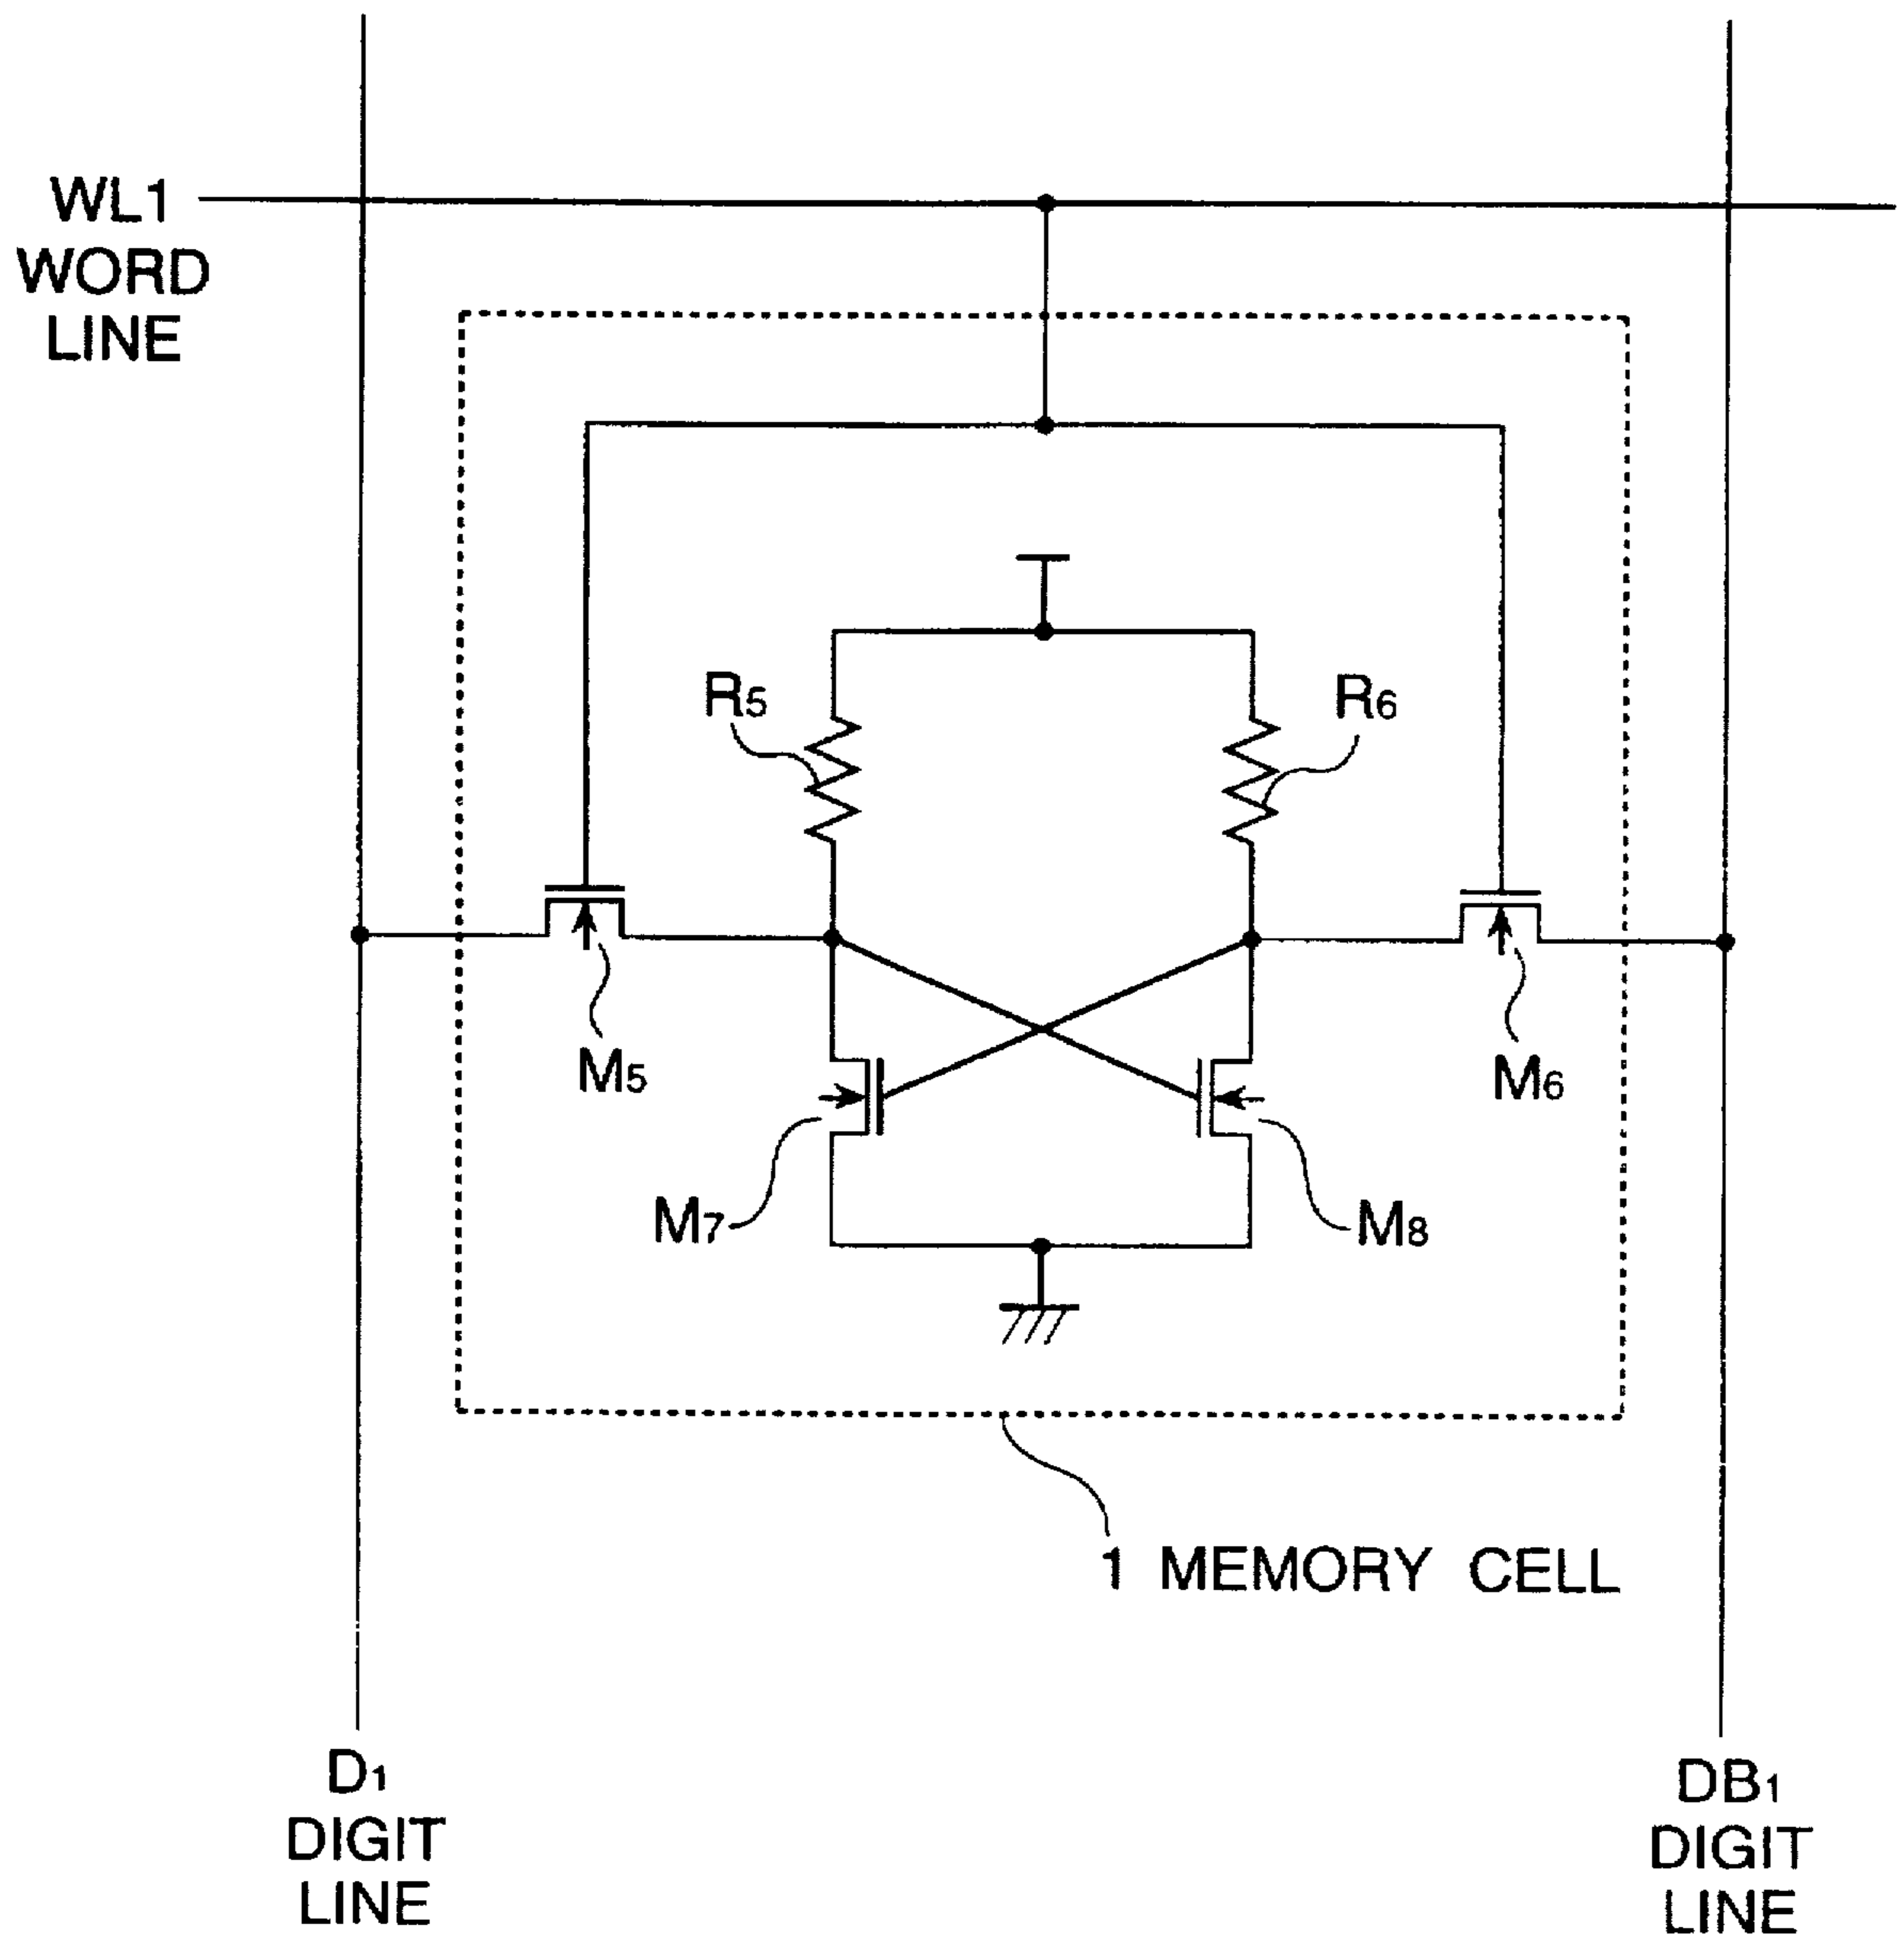 WL1
WORD
LINE
R5
R6
M5
M6
M7
M8
1 MEMORY CELL
D1
DIGIT
LINE
DB1
DIGIT
LINE